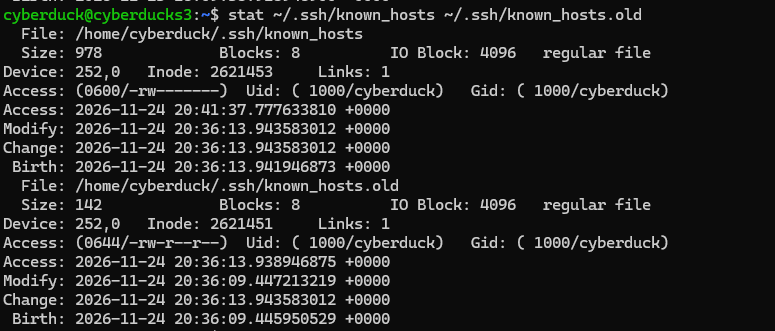 cyberduck@cyberducks3:~$ stat ~/.ssh/known_hosts ~/.ssh/known_hosts.old
  File: /home/cyberduck/.ssh/known_hosts
  Size: 978             Blocks: 8          IO Block: 4096   regular file
Device: 252,0   Inode: 2621453     Links: 1
Access: (0600/-rw-------)  Uid: ( 1000/cyberduck)   Gid: ( 1000/cyberduck)
Access: 2026-11-24 20:41:37.777633810 +0000
Modify: 2026-11-24 20:36:13.943583012 +0000
Change: 2026-11-24 20:36:13.943583012 +0000
 Birth: 2026-11-24 20:36:13.941946873 +0000
  File: /home/cyberduck/.ssh/known_hosts.old
  Size: 142             Blocks: 8          IO Block: 4096   regular file
Device: 252,0   Inode: 2621451     Links: 1
Access: (0644/-rw-r--r--)  Uid: ( 1000/cyberduck)   Gid: ( 1000/cyberduck)
Access: 2026-11-24 20:36:13.938946875 +0000
Modify: 2026-11-24 20:36:09.447213219 +0000
Change: 2026-11-24 20:36:13.943583012 +0000
 Birth: 2026-11-24 20:36:09.445950529 +0000